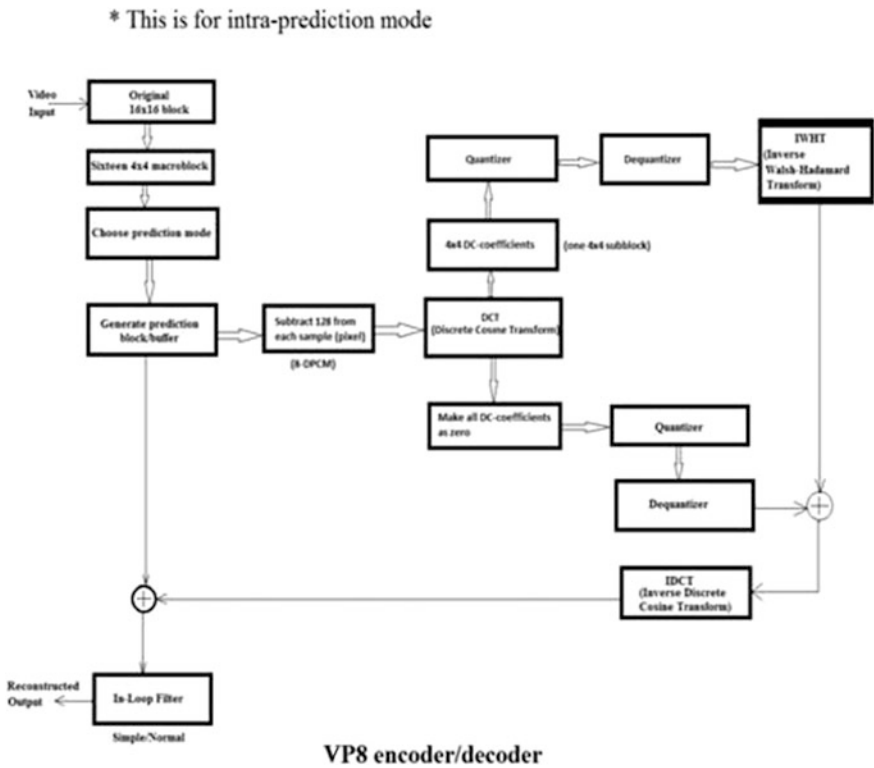 * This is for intra-prediction mode
Video
Input
Original
16x16 block
Sixteen 4x4 macroblock
Choose prediction mode
Generate prediction
block/buffer
Subtract 128 from
each sample (pixel)
(8-DPCM)
Quantizer
Dequantizer
IWHT
(Inverse
Walsh-Hadamard
Transform)
4x4 DC-coefficients
(one 4x4 subblock)
DCT
(Discrete Cosine Transform)
Make all DC-coefficients
as zero
Quantizer
Dequantizer
IDCT
(Inverse Discrete
Cosine Transform)
Reconstructed
Output
In-Loop Filter
Simple/Normal
VP8 encoder/decoder